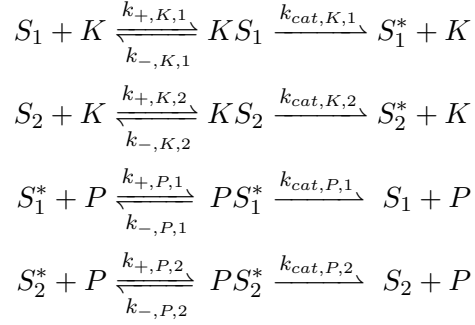 $S_1 + K \underset{k_{-,K,1}}{\overset{k_{+,K,1}}{\rightleftharpoons}} KS_1 \xrightarrow{k_{cat,K,1}} S_1^* + K$
$S_2 + K \underset{k_{-,K,2}}{\overset{k_{+,K,2}}{\rightleftharpoons}} KS_2 \xrightarrow{k_{cat,K,2}} S_2^* + K$
$S_1^* + P \underset{k_{-,P,1}}{\overset{k_{+,P,1}}{\rightleftharpoons}} PS_1^* \xrightarrow{k_{cat,P,1}} S_1 + P$
$S_2^* + P \underset{k_{-,P,2}}{\overset{k_{+,P,2}}{\rightleftharpoons}} PS_2^* \xrightarrow{k_{cat,P,2}} S_2 + P$